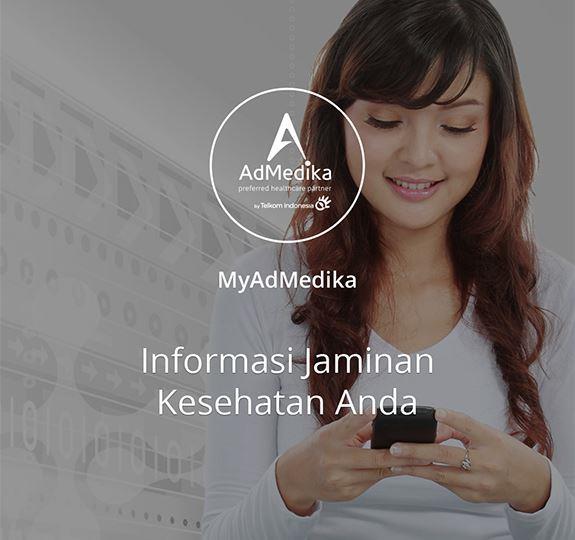 AdMedika
preferred healthcare partner
by Telkom Indonesia
MyAdMedika
Informasi Jaminan
Kesehatan Anda